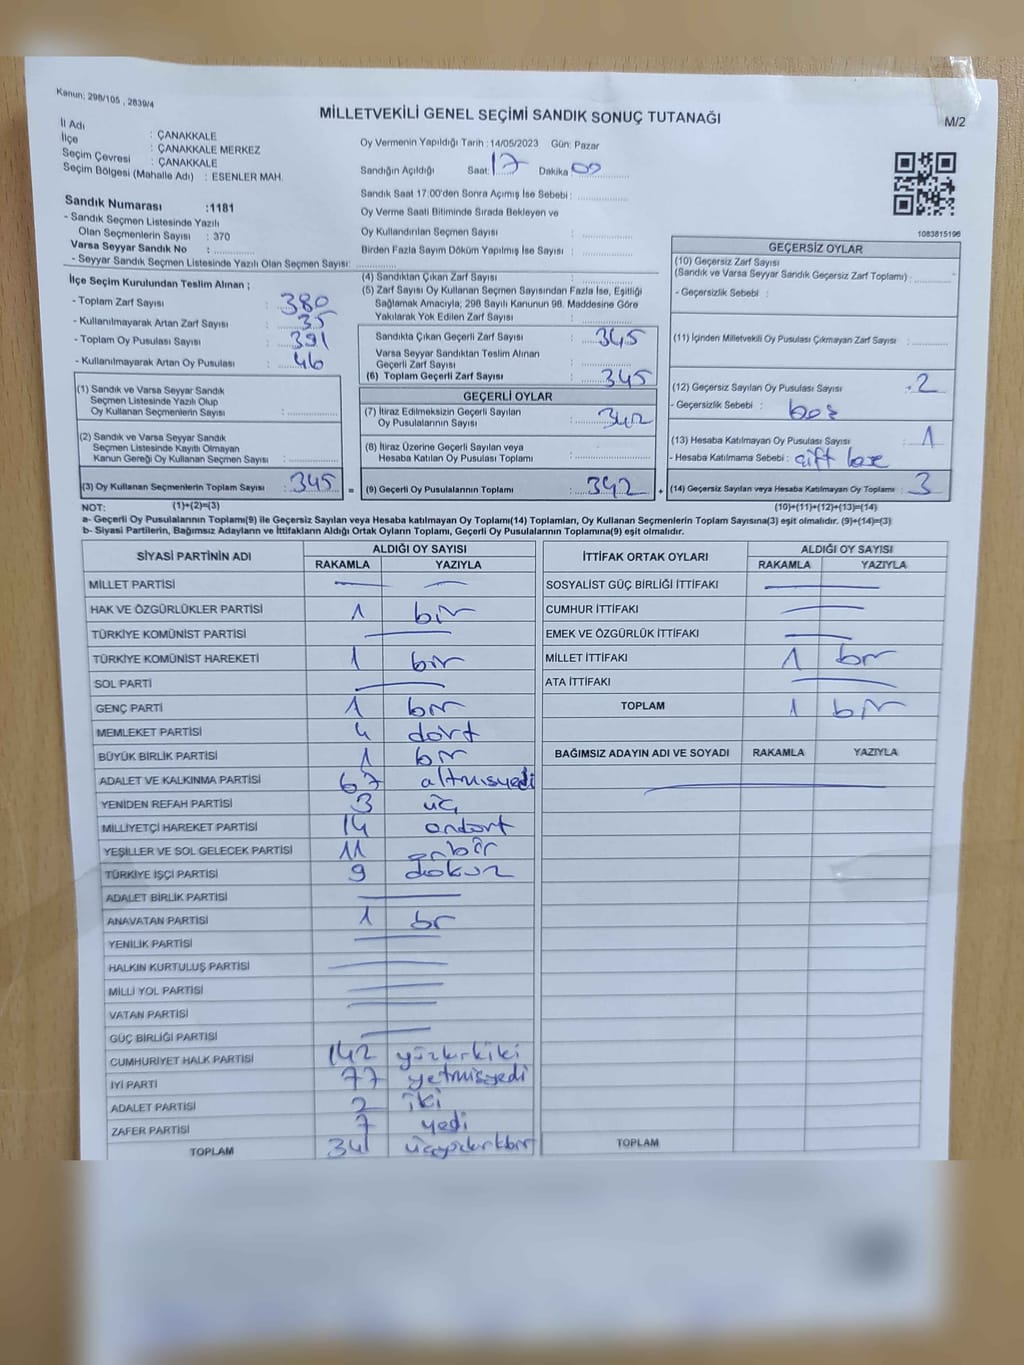 Kanun: 298/105 , 2839/4
MİLLETVEKİLİ GENEL SEÇİMİ SANDIK SONUÇ TUTANAĞI
M/2
İl Adı : ÇANAKKALE
İlçe : ÇANAKKALE MERKEZ
Seçim Çevresi : ÇANAKKALE
Seçim Bölgesi (Mahalle Adı) : ESENLER MAH.
Oy Vermenin Yapıldığı Tarih : 14/05/2023 Gün: Pazar
Sandığın Açıldığı Saat: 17 Dakika 00
Sandık Saat 17:00'den Sonra Açımış İse Sebebi :
Oy Verme Saati Bitiminde Sırada Bekleyen ve
Oy Kullandırılan Seçmen Sayısı :
Birden Fazla Sayım Döküm Yapılmış İse Sayısı :
1083815196
Sandık Numarası :1181
- Sandık Seçmen Listesinde Yazılı
Olan Seçmenlerin Sayısı : 370
Varsa Seyyar Sandık No :
- Seyyar Sandık Seçmen Listesinde Yazılı Olan Seçmen Sayısı:
İlçe Seçim Kurulundan Teslim Alınan ;
- Toplam Zarf Sayısı : 380
- Kullanılmayarak Artan Zarf Sayısı : 35
- Toplam Oy Pusulası Sayısı : 391
- Kullanılmayarak Artan Oy Pusulası : 46
(1) Sandık ve Varsa Seyyar Sandık
Seçmen Listesinde Yazılı Olup
Oy Kullanan Seçmenlerin Sayısı :
(2) Sandık ve Varsa Seyyar Sandık
Seçmen Listesinde Kayıtlı Olmayan
Kanun Gereği Oy Kullanan Seçmen Sayısı :
(3) Oy Kullanan Seçmenlerin Toplam Sayısı : 345 =
(4) Sandıktan Çıkan Zarf Sayısı :
(5) Zarf Sayısı Oy Kullanan Seçmen Sayısından Fazla İse, Eşitliği
Sağlamak Amacıyla; 298 Sayılı Kanunun 98. Maddesine Göre
Yakılarak Yok Edilen Zarf Sayısı :
Sandıkta Çıkan Geçerli Zarf Sayısı : 345
Varsa Seyyar Sandıktan Teslim Alınan
Geçerli Zarf Sayısı :
(6) Toplam Geçerli Zarf Sayısı : 345
GEÇERLİ OYLAR
(7) İtiraz Edilmeksizin Geçerli Sayılan
Oy Pusulasının Sayısı : 342
(8) İtiraz Üzerine Geçerli Sayılan veya
Hesaba Katılan Oy Pusulası Toplamı :
(9) Geçerli Oy Pusulalarının Toplamı : 342 +
GEÇERSİZ OYLAR
(10) Geçersiz Zarf Sayısı
(Sandık ve Varsa Seyyar Sandık Geçersiz Zarf Toplamı) :
- Geçersizlik Sebebi :
(11) İçinden Milletvekili Oy Pusulası Çıkmayan Zarf Sayısı :
(12) Geçersiz Sayılan Oy Pusulası Sayısı : 2
- Geçersizlik Sebebi : boş
(13) Hesaba Katılmayan Oy Pusulası Sayısı : 1
- Hesaba Katılmama Sebebi : çift
(14) Geçersiz Sayılan veya Hesaba Katılmayan Oy Toplamı : 3
NOT: (1)+(2)=(3) (10)+(11)+(12)+(13)=(14)
a- Geçerli Oy Pusulalarının Toplamı(9) ile Geçersiz Sayılan veya Hesaba katılmayan Oy Toplamı(14) Toplamları, Oy Kullanan Seçmenlerin Toplam Sayısına(3) eşit olmalıdır. (9)+(14)=(3)
b- Siyasi Partilerin, Bağımsız Adayların ve İttifakların Aldığı Ortak Oyların Toplamı, Geçerli Oy Pusulalarının Toplamına(9) eşit olmalıdır.
SİYASİ PARTİNİN ADI ALDIĞI OY SAYISI
RAKAMLA YAZIYLA
MİLLET PARTİSİ
HAK VE ÖZGÜRLÜKLER PARTİSİ 1 bir
TÜRKİYE KOMÜNİST PARTİSİ
TÜRKİYE KOMÜNİST HAREKETİ 1 bir
SOL PARTİ
GENÇ PARTİ 1 bir
MEMLEKET PARTİSİ 4 dört
BÜYÜK BİRLİK PARTİSİ 1 bir
ADALET VE KALKINMA PARTİSİ 67 altmışyedi
YENİDEN REFAH PARTİSİ 3 üç
MİLLİYETÇİ HAREKET PARTİSİ 14 ondört
YEŞİLLER VE SOL GELECEK PARTİSİ 11 onbir
TÜRKİYE İŞÇİ PARTİSİ 9 dokuz
ADALET BİRLİK PARTİSİ
ANAVATAN PARTİSİ 1 bir
YENİLİK PARTİSİ
HALKIN KURTULUŞ PARTİSİ
MİLLİ YOL PARTİSİ
VATAN PARTİSİ
GÜÇ BİRLİĞİ PARTİSİ
CUMHURİYET HALK PARTİSİ 142 yüzkırkiki
İYİ PARTİ 77 yetmişyedi
ADALET PARTİSİ 2 iki
ZAFER PARTİSİ 7 yedi
TOPLAM 341 üçyüzkırkbir
İTTİFAK ORTAK OYLARI ALDIĞI OY SAYISI
RAKAMLA YAZIYLA
SOSYALİST GÜÇ BİRLİĞİ İTTİFAKI
CUMHUR İTTİFAKI
EMEK VE ÖZGÜRLÜK İTTİFAKI
MİLLET İTTİFAKI 1 bir
ATA İTTİFAKI
TOPLAM 1 bir
BAĞIMSIZ ADAYIN ADI VE SOYADI RAKAMLA YAZIYLA
TOPLAM